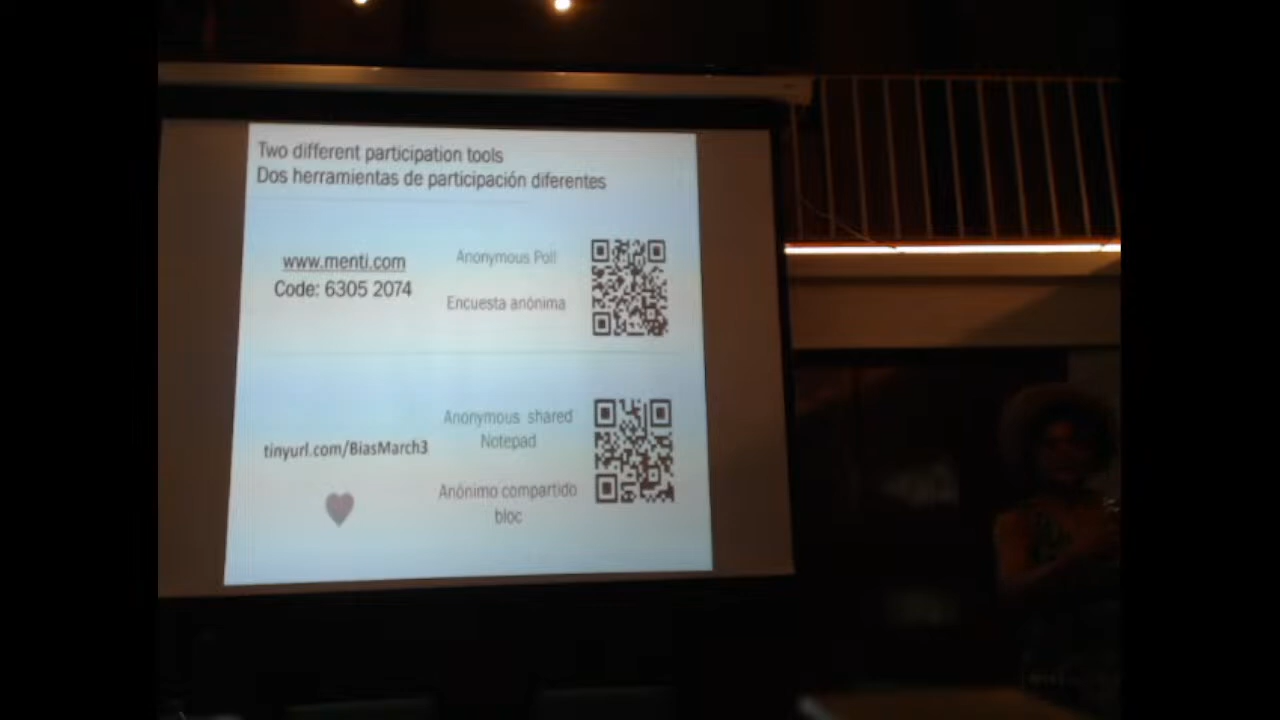 Two different participation tools
Dos herramientas de participación diferentes
www.menti.com
Code: 6305 2074
Anonymous Poll
Encuesta anónima
tinyurl.com/BiasMarch3
Anonymous shared
Notepad
Anónimo compartido
bloc